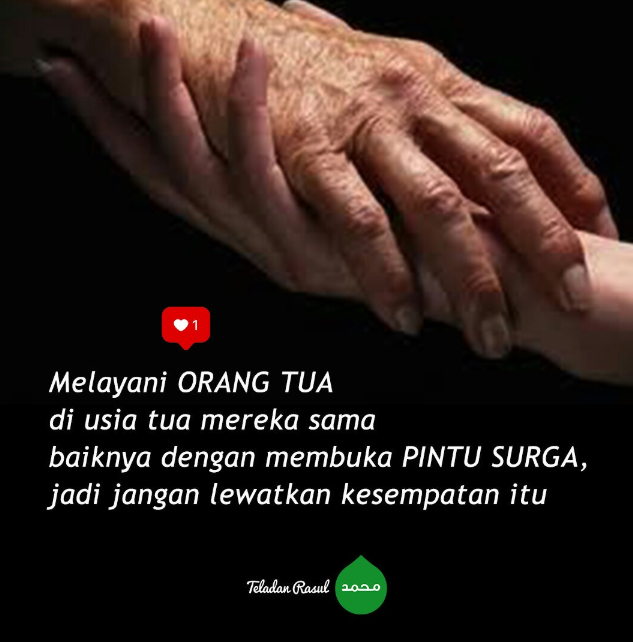 1
Melayani ORANG TUA
di usia tua mereka sama
baiknya dengan membuka PINTU SURGA,
jadi jangan lewatkan kesempatan itu
Teladan Rasul محمد